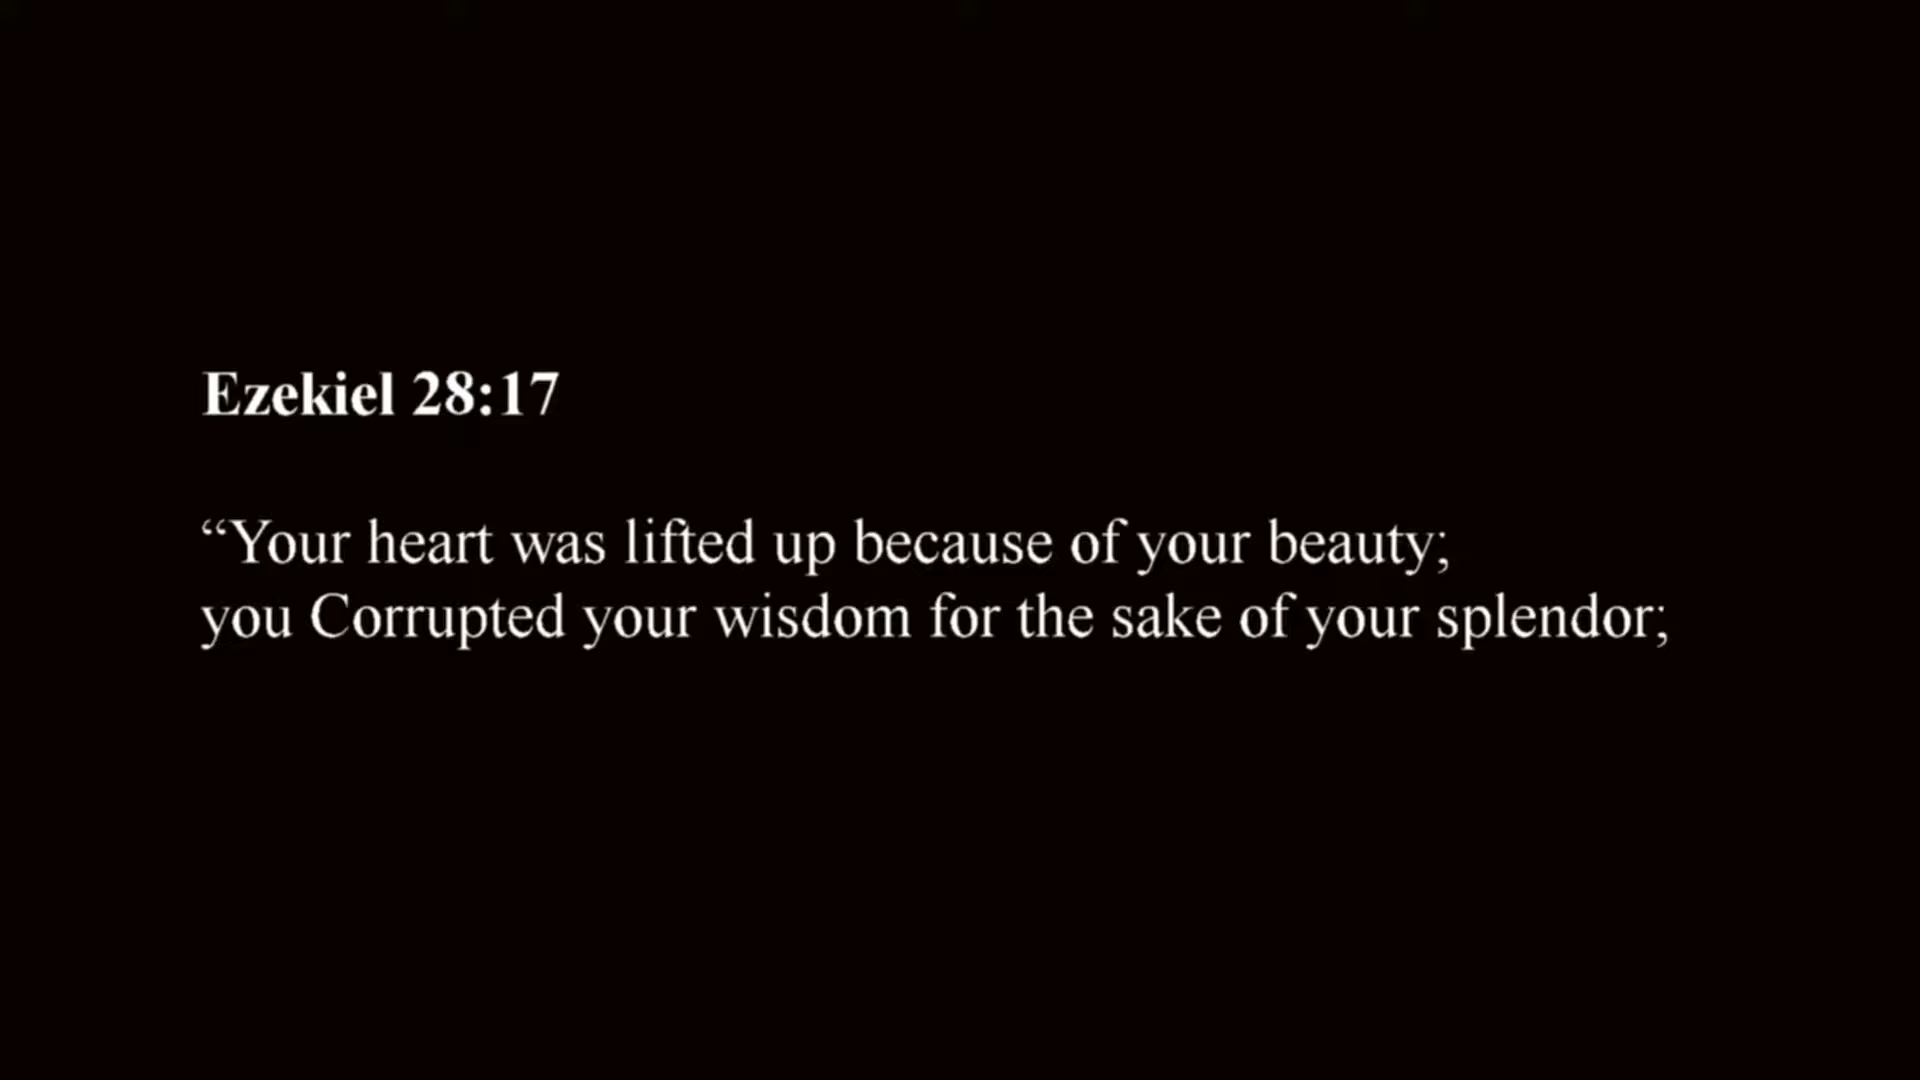 Ezekiel 28:17
“Your heart was lifted up because of your beauty;
you Corrupted your wisdom for the sake of your splendor;